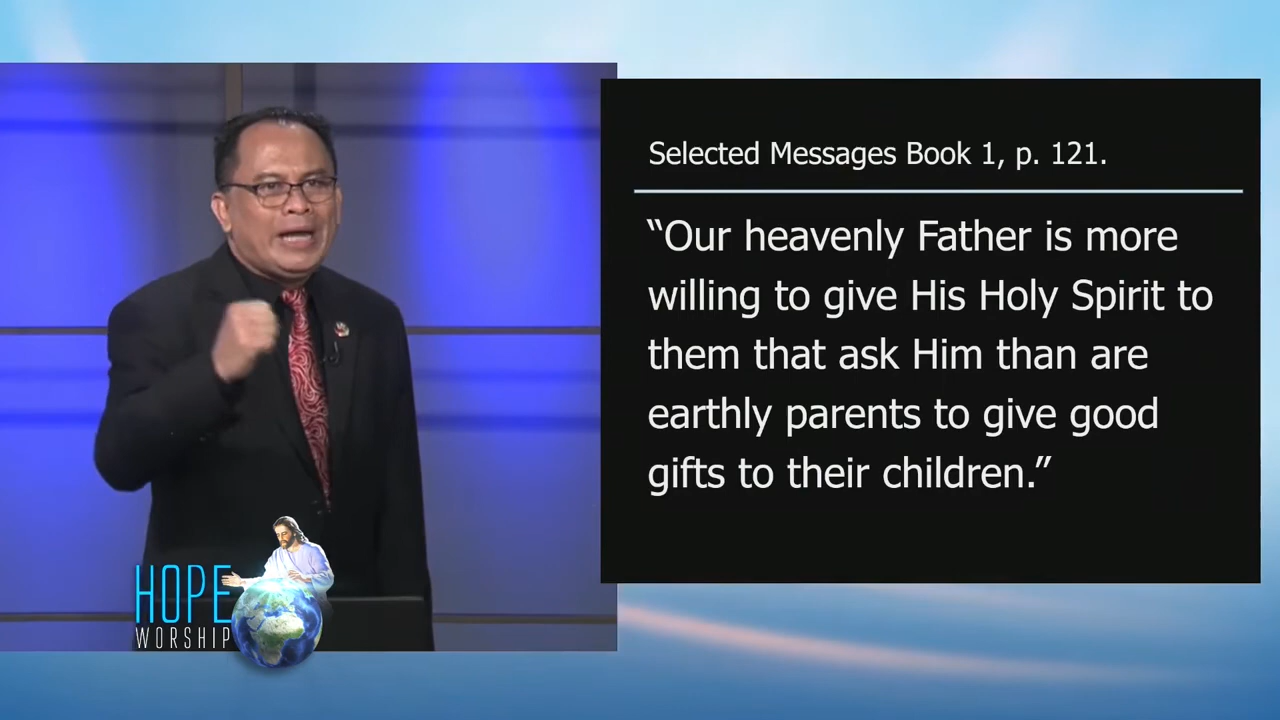 Selected Messages Book 1, p. 121.
“Our heavenly Father is more
willing to give His Holy Spirit to
them that ask Him than are
earthly parents to give good
gifts to their children.”
HOPE
WORSHIP